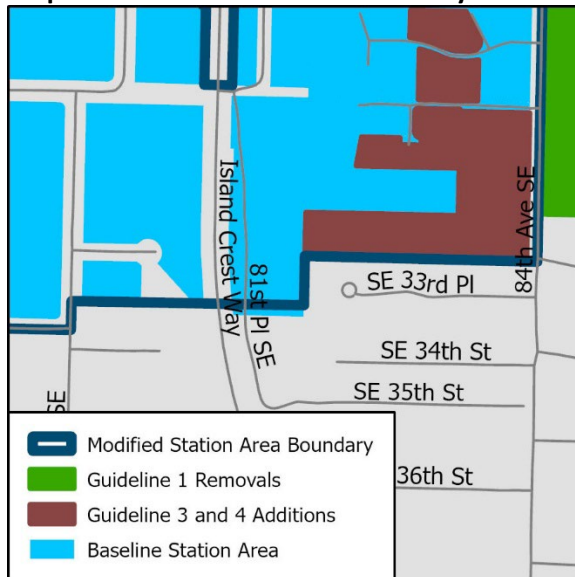 Island Crest Way
81st Pl SE
84th Ave SE
SE 33rd Pl
SE 34th St
SE 35th St
36th St
SE
Modified Station Area Boundary
Guideline 1 Removals
Guideline 3 and 4 Additions
Baseline Station Area